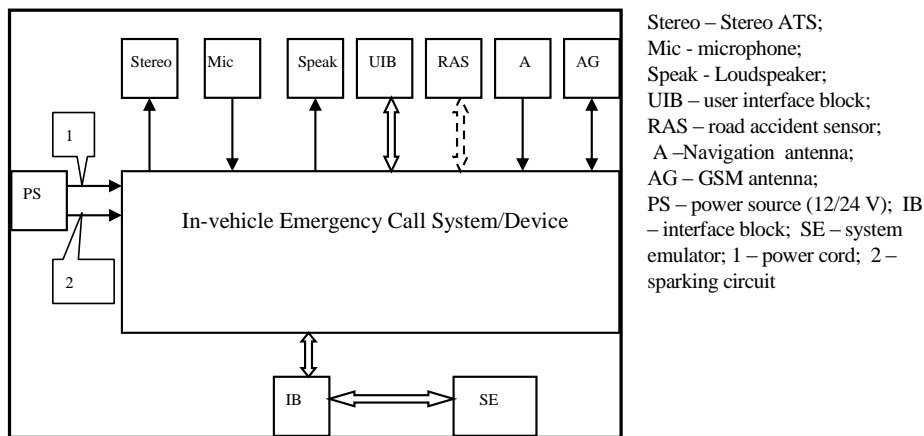 Stereo
Mic
Speak
UIB
RAS
A
AG
1
PS
In-vehicle Emergency Call System/Device
2
IB
SE
Stereo – Stereo ATS;
Mic - microphone;
Speak - Loudspeaker;
UIB – user interface block;
RAS – road accident sensor;
A –Navigation antenna;
AG – GSM antenna;
PS – power source (12/24 V); IB
– interface block; SE – system
emulator; 1 – power cord; 2 –
sparking circuit